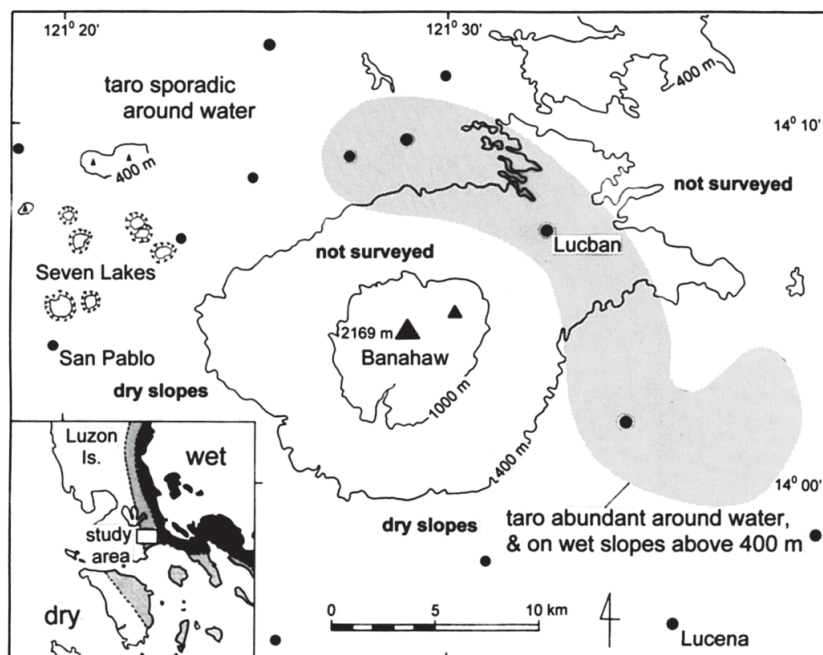 121 20'
121 30'
400 m
taro sporadic
around water
14 10'
400 m
not surveyed
not surveyed
Lucban
Seven Lakes
2169 m
Banahaw
San Pablo
dry slopes
1000 m
400 m
Luzon
Is.
wet
14 00'
taro abundant around water,
& on wet slopes above 400 m
dry slopes
study
area
dry
0 5 10 km
Lucena